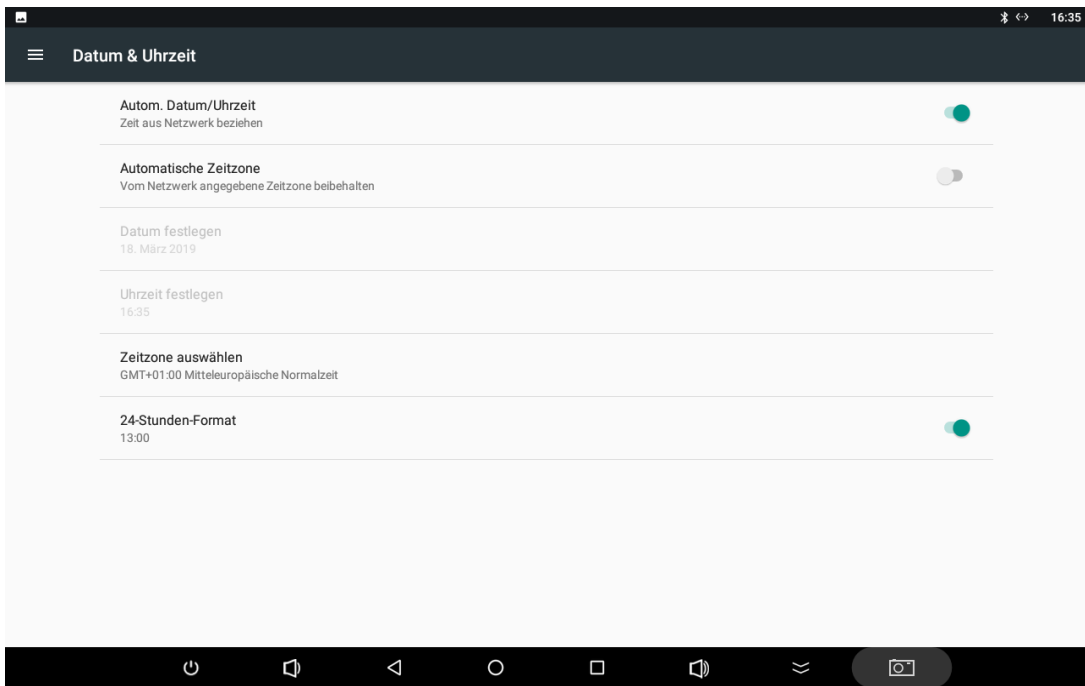 16:35
Datum & Uhrzeit
Autom. Datum/Uhrzeit
Zeit aus Netzwerk beziehen
Automatische Zeitzone
Vom Netzwerk angegebene Zeitzone beibehalten
Datum festlegen
18. März 2019
Uhrzeit festlegen
16:35
Zeitzone auswählen
GMT+01:00 Mitteleuropäische Normalzeit
24-Stunden-Format
13:00